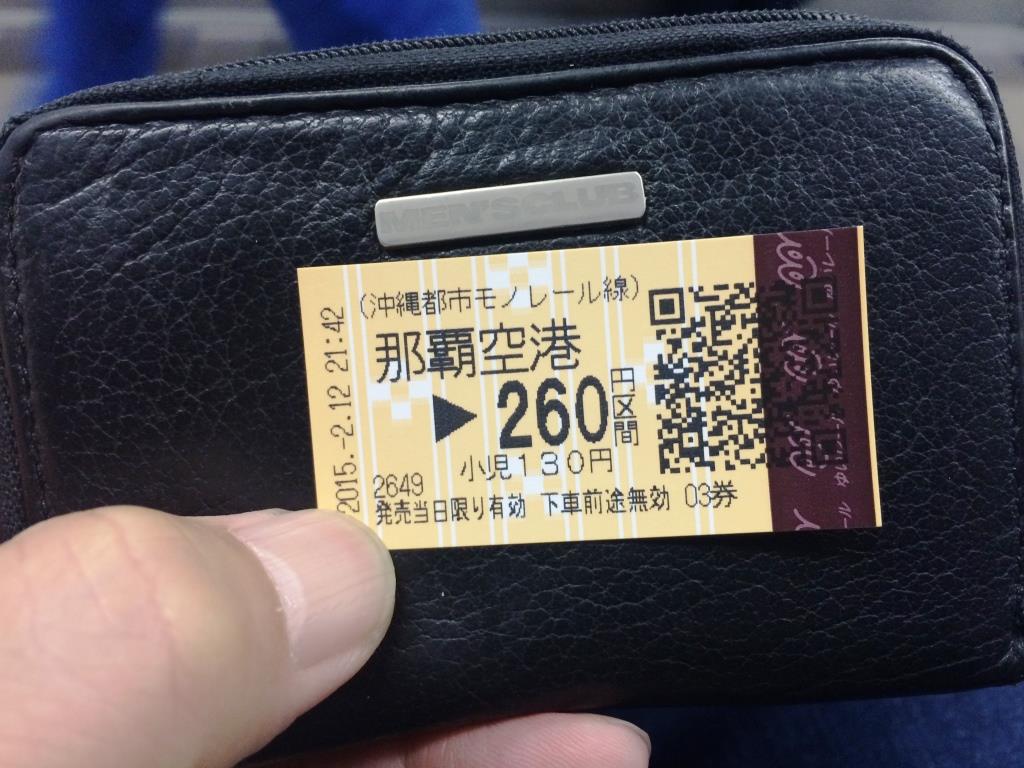 MEN'S CLUB
(沖縄都市モノレール線)
那覇空港
▶260円区間
小児130円
2649
発売当日限り有効 下車前途無効 03券
2015.-2.12 21:42